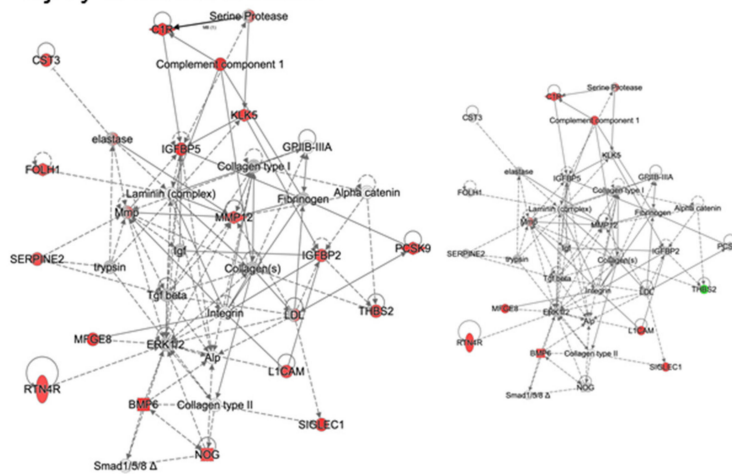 Serine Protease
C1R
CST3
Complement component 1
KLK5
elastase
IGFBP5
GPIIB-IIIA
FOLH1
Collagen type I
Laminin (complex)
Alpha catenin
Fibrinogen
MMP12
Igf
IGFBP2
PCSK9
SERPINE2
trypsin
Collagen(s)
Tgf beta
Integrin
LDL
THBS2
MFGE8
ERK1/2
Alp
L1CAM
RTN4R
BMP6
Collagen type II
SIGLEC1
NOG
Smad1/5/8 Δ
Serine Protease
C1R
CST3
Complement component 1
KLK5
elastase
IGFBP5
GPIIB-IIIA
FOLH1
Collagen type I
Laminin (complex)
Alpha catenin
Fibrinogen
MMP12
Igf
IGFBP2
PCS
SERPINE2
trypsin
Collagen(s)
Tgf beta
Integrin
LDL
THBS2
MFGE8
ERK1/2
Alp
L1CAM
RTN4R
BMP6
Collagen type II
SIGLEC1
NOG
Smad1/5/8 Δ